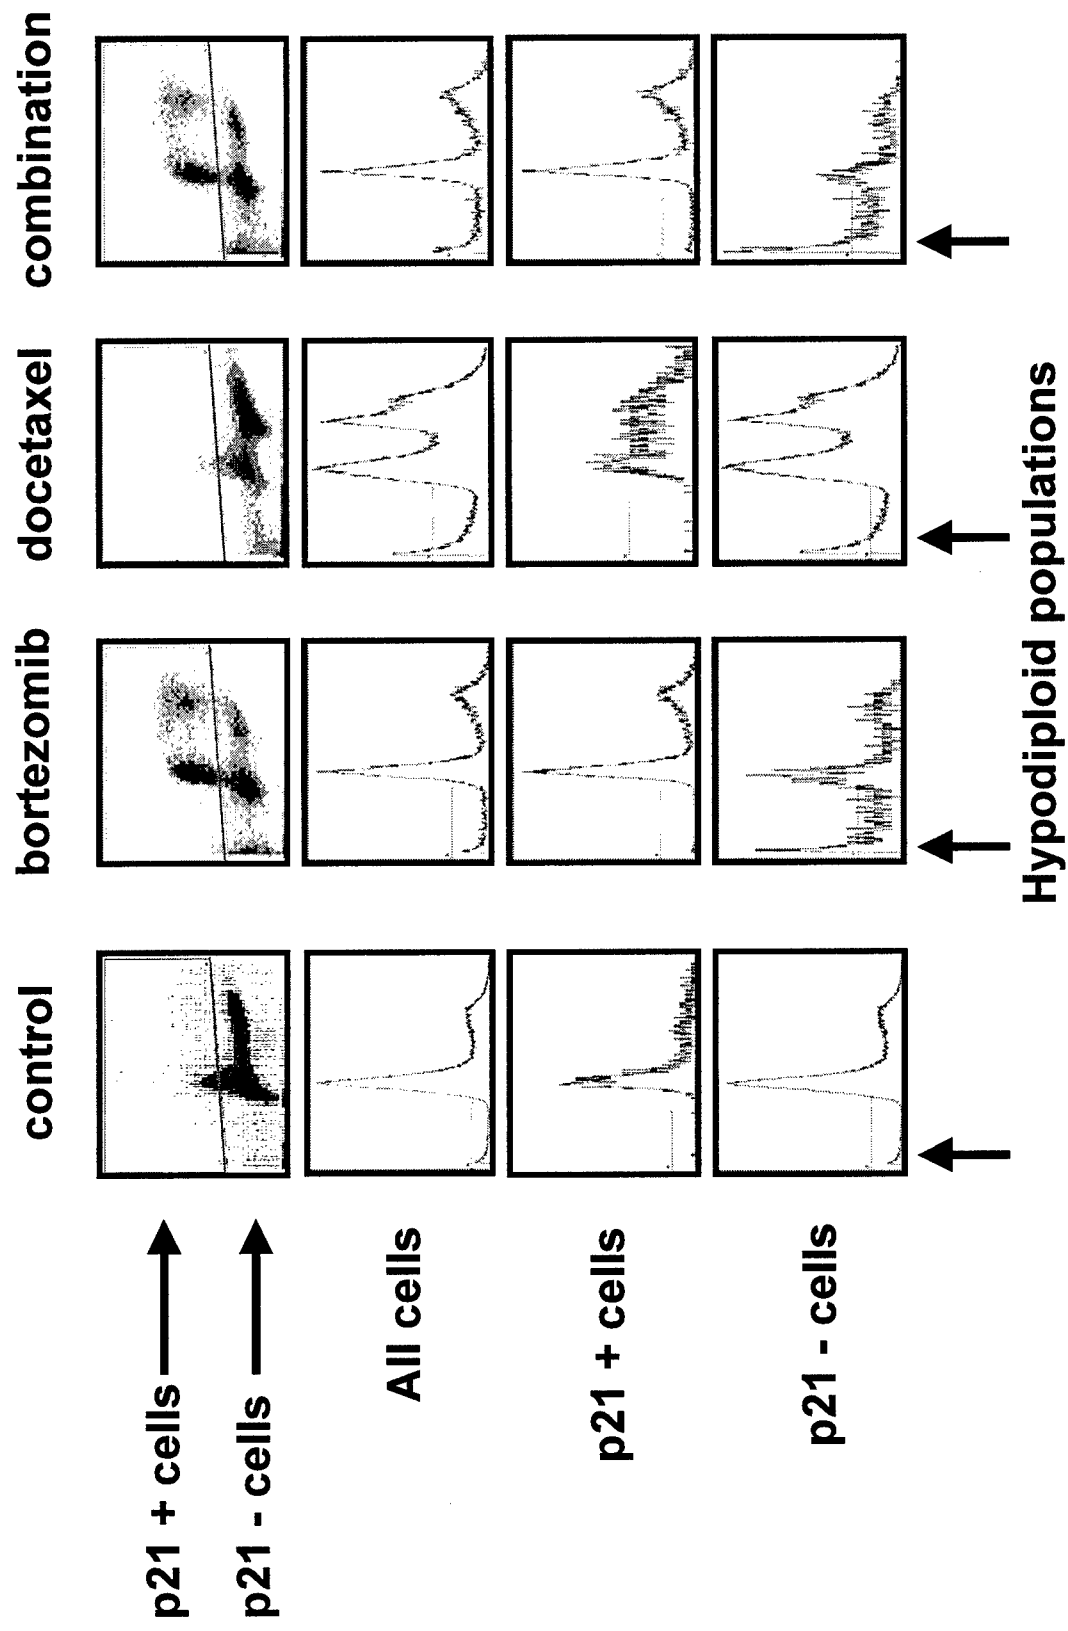 control
bortezomib
docetaxel
combination
p21 + cells
p21 - cells
All cells
p21 + cells
p21 - cells
Hypodiploid populations